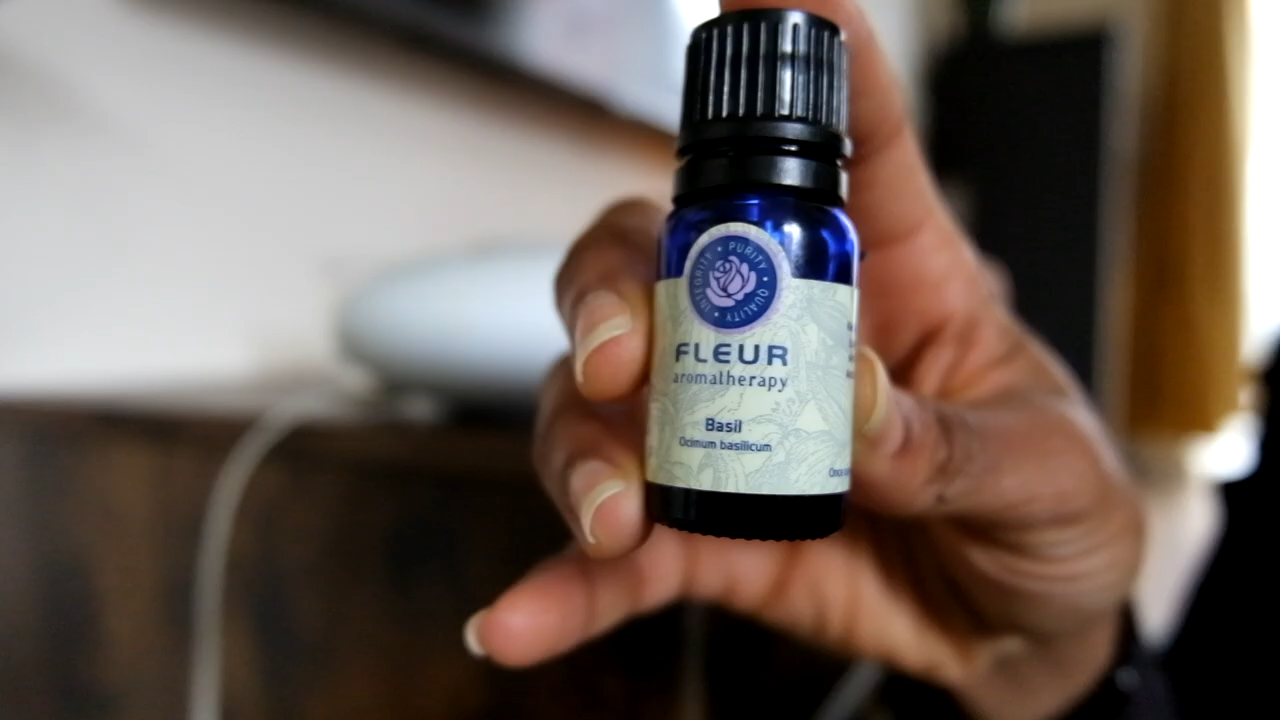 INTEGRITY • PURITY • QUALITY •
FLEUR
aromatherapy
Basil
Ocimum basilicum